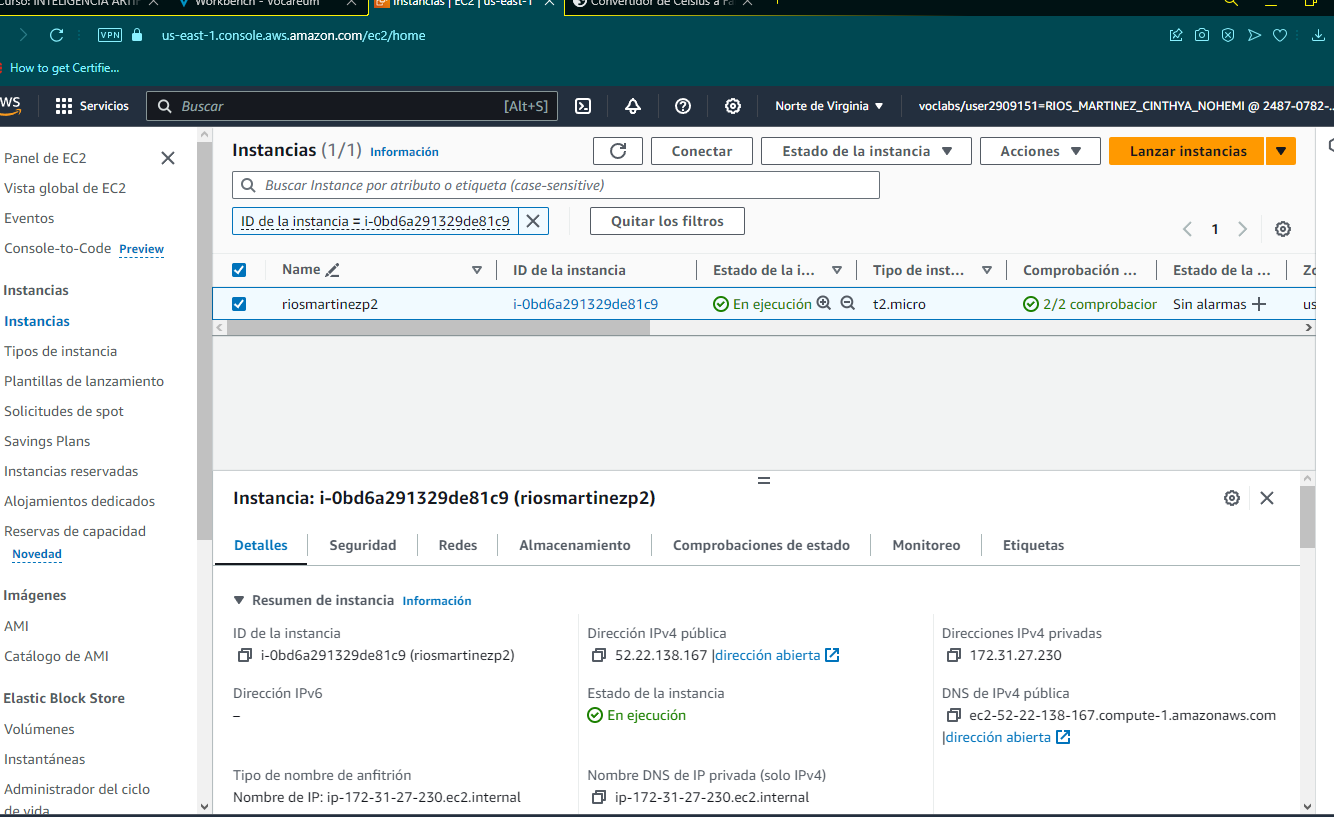 Curso: INTELIGENCIA ARTIF
Workbench - Vocareum
Instancias | EC2 | us-east-1
Convertidor de Celsius a Fa
VPN us-east-1.console.aws.amazon.com/ec2/home
How to get Certifie...
Servicios
Buscar [Alt+S]
Norte de Virginia
voclabs/user2909151=RIOS_MARTINEZ_CINTHYA_NOHEMI @ 2487-0782-...
Panel de EC2
Vista global de EC2
Eventos
Console-to-Code Preview
Instancias
Instancias
Tipos de instancia
Plantillas de lanzamiento
Solicitudes de spot
Savings Plans
Instancias reservadas
Alojamientos dedicados
Reservas de capacidad
Novedad
Imágenes
AMI
Catálogo de AMI
Elastic Block Store
Volúmenes
Instantáneas
Administrador del ciclo
de vida
Instancias (1/1) Información
Conectar
Estado de la instancia
Acciones
Lanzar instancias
Buscar Instance por atributo o etiqueta (case-sensitive)
ID de la instancia = i-0bd6a291329de81c9
Quitar los filtros
1
Name ID de la instancia Estado de la i... Tipo de inst... Comprobación ... Estado de la ... Zo
riosmartinezp2 i-0bd6a291329de81c9 En ejecución t2.micro 2/2 comprobacior Sin alarmas us
Instancia: i-0bd6a291329de81c9 (riosmartinezp2)
Detalles Seguridad Redes Almacenamiento Comprobaciones de estado Monitoreo Etiquetas
Resumen de instancia Información
ID de la instancia
i-0bd6a291329de81c9 (riosmartinezp2)
Dirección IPv4 pública
52.22.138.167 |dirección abierta
Direcciones IPv4 privadas
172.31.27.230
Dirección IPv6
–
Estado de la instancia
En ejecución
DNS de IPv4 pública
ec2-52-22-138-167.compute-1.amazonaws.com
|dirección abierta
Tipo de nombre de anfitrión
Nombre de IP: ip-172-31-27-230.ec2.internal
Nombre DNS de IP privada (solo IPv4)
ip-172-31-27-230.ec2.internal